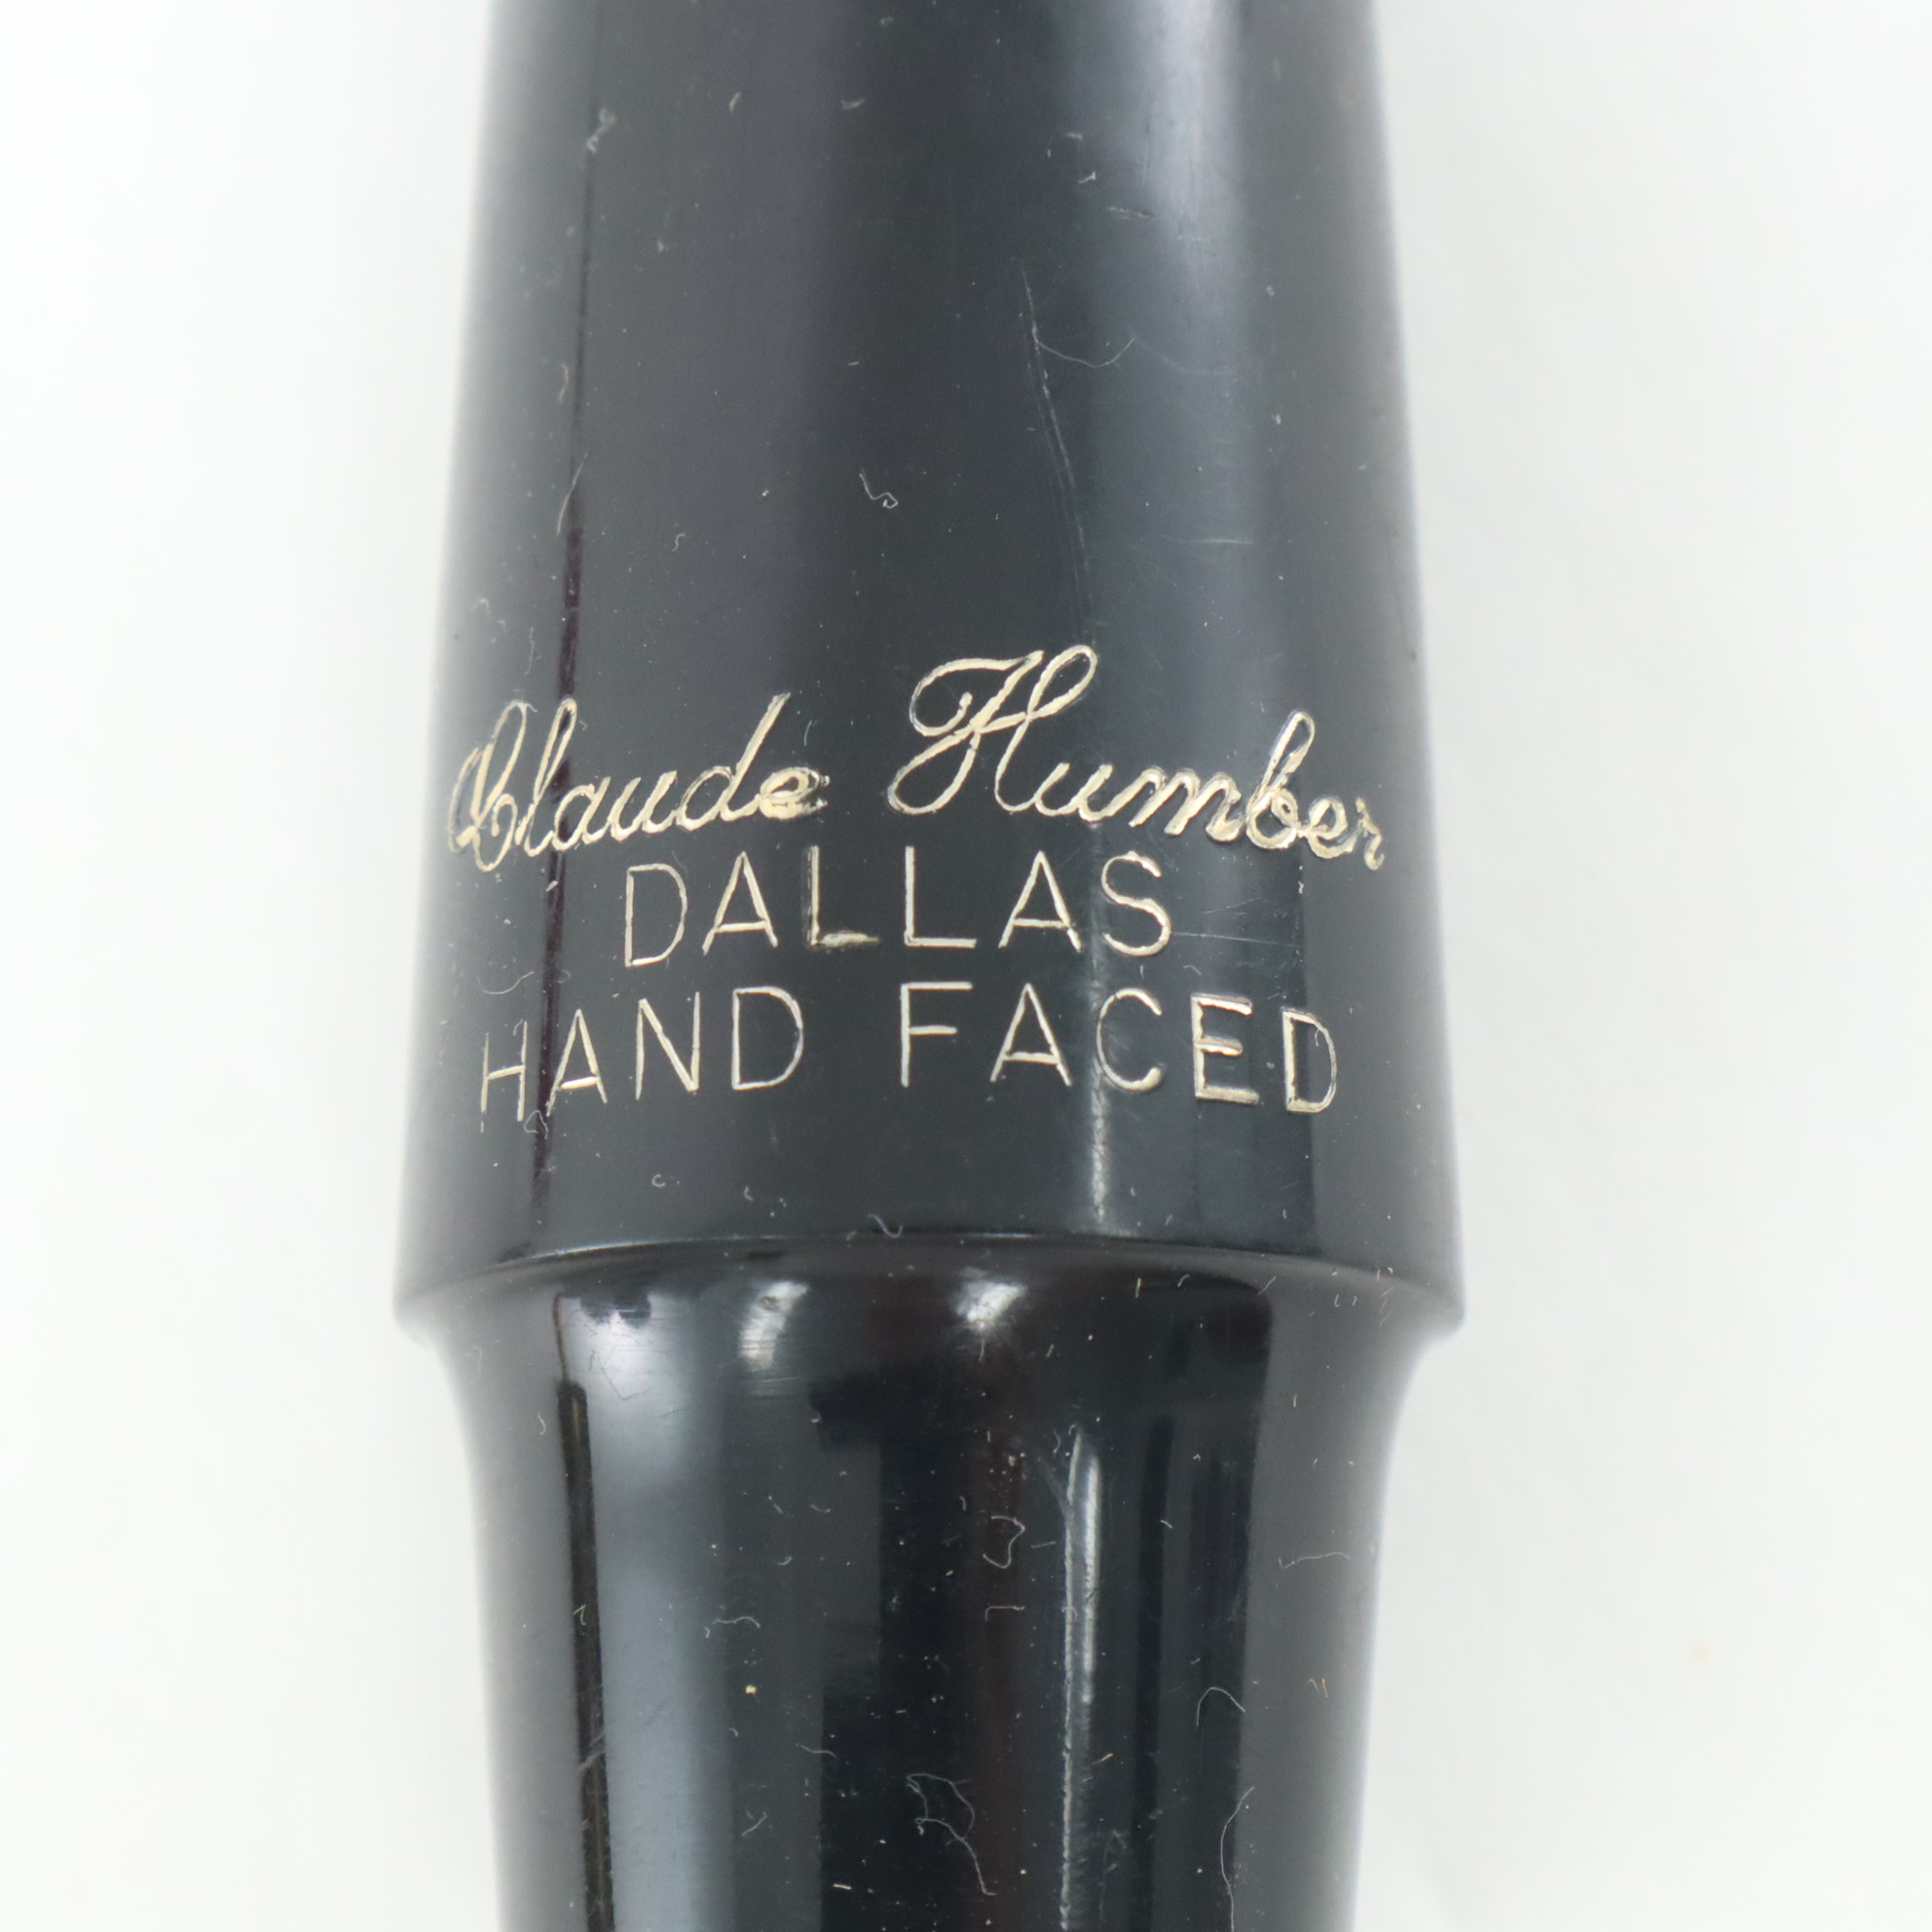 Claude Humber
DALLAS
HAND FACED